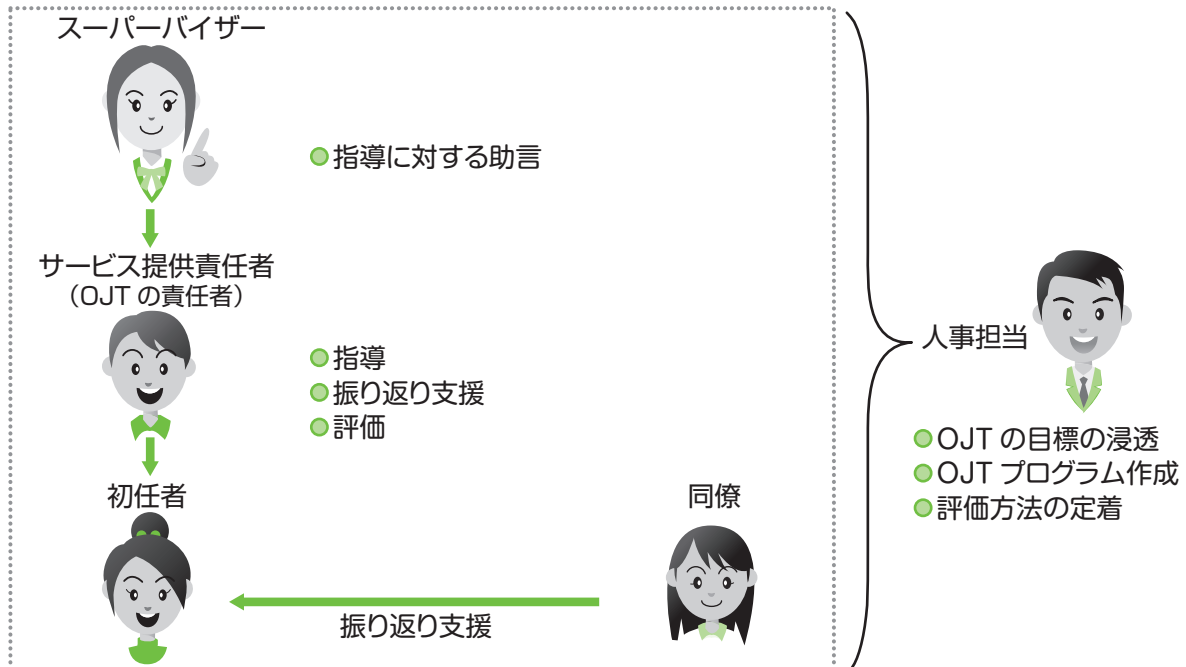 スーパーバイザー
●指導に対する助言
サービス提供責任者
（OJT の責任者）
●指導
●振り返り支援
●評価
初任者
同僚
振り返り支援
人事担当
●OJT の目標の浸透
●OJT プログラム作成
●評価方法の定着